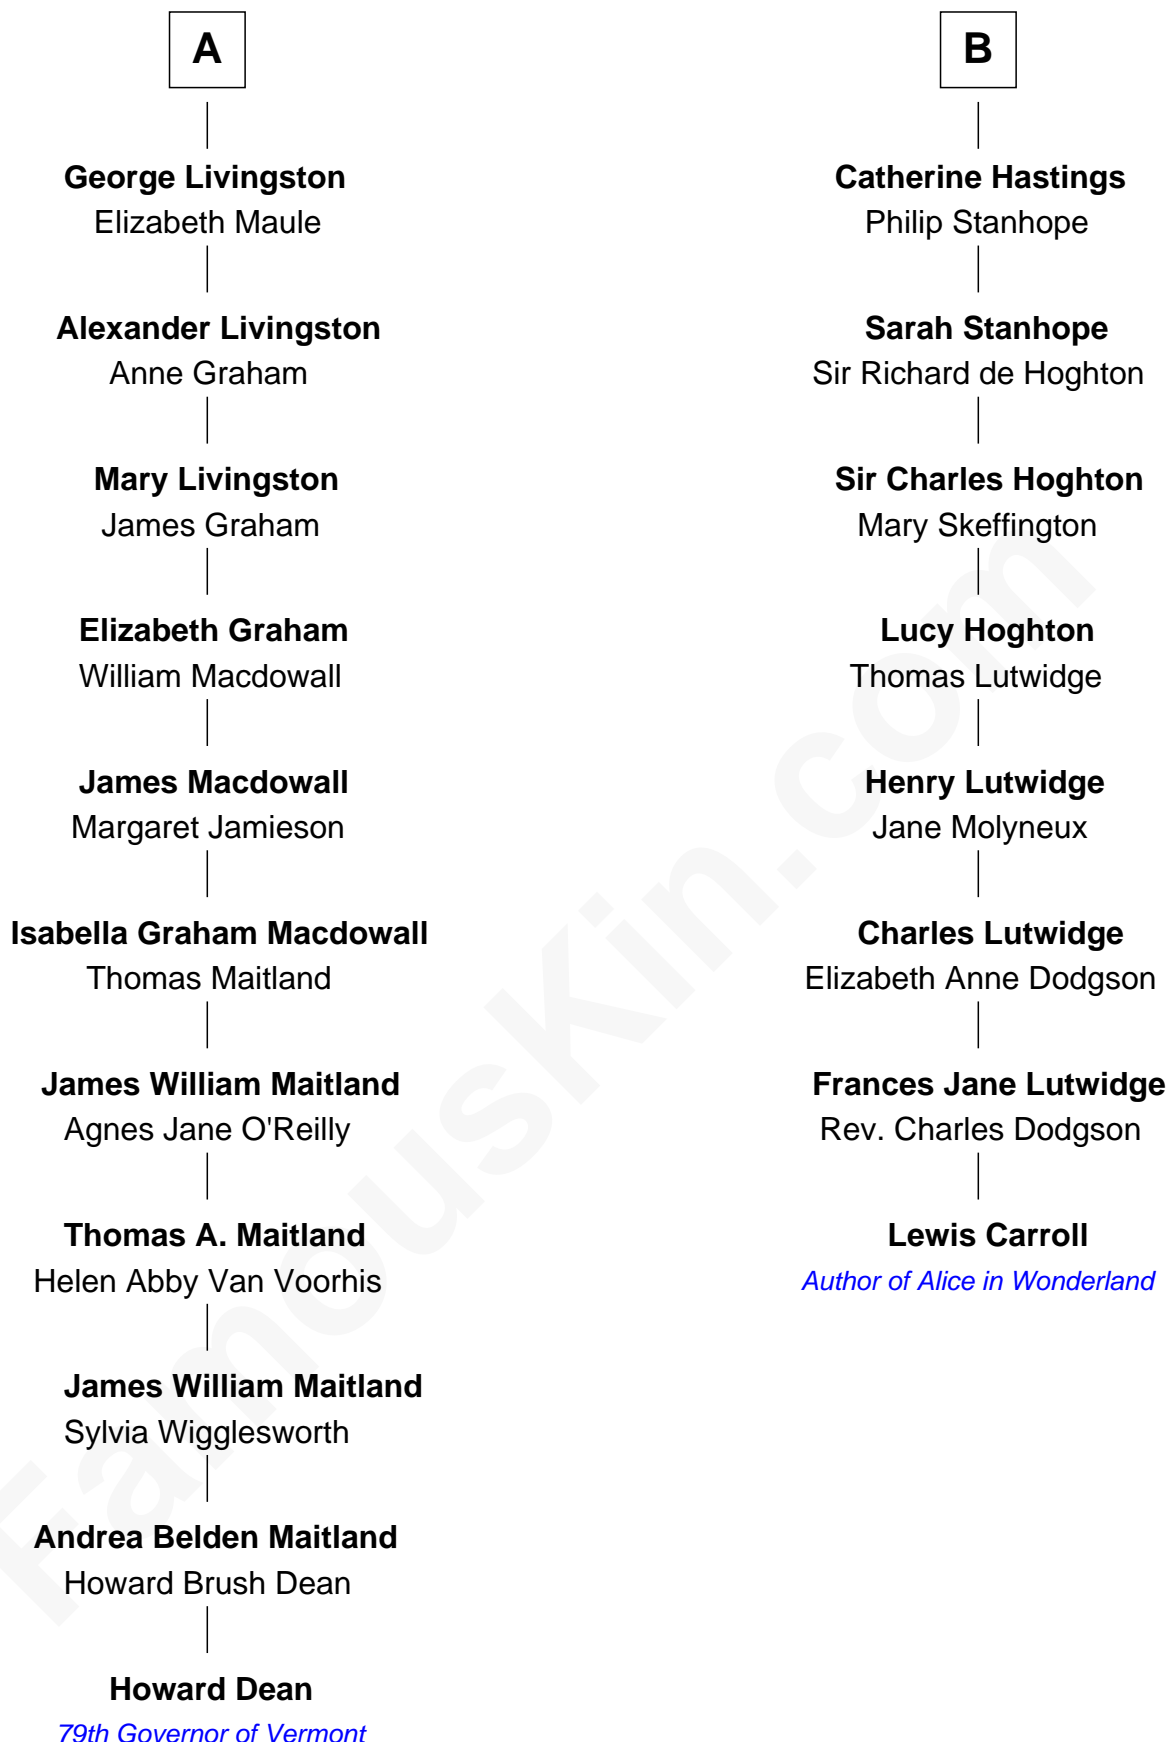 A
George Livingston
Elizabeth Maule
Alexander Livingston
Anne Graham
Mary Livingston
James Graham
Elizabeth Graham
William Macdowall
James Macdowall
Margaret Jamieson
Isabella Graham Macdowall
Thomas Maitland
James William Maitland
Agnes Jane O'Reilly
Thomas A. Maitland
Helen Abby Van Voorhis
James William Maitland
Sylvia Wigglesworth
Andrea Belden Maitland
Howard Brush Dean
Howard Dean
79th Governor of Vermont
B
Catherine Hastings
Philip Stanhope
Sarah Stanhope
Sir Richard de Hoghton
Sir Charles Hoghton
Mary Skeffington
Lucy Hoghton
Thomas Lutwidge
Henry Lutwidge
Jane Molyneux
Charles Lutwidge
Elizabeth Anne Dodgson
Frances Jane Lutwidge
Rev. Charles Dodgson
Lewis Carroll
Author of Alice in Wonderland
FamousKin.com